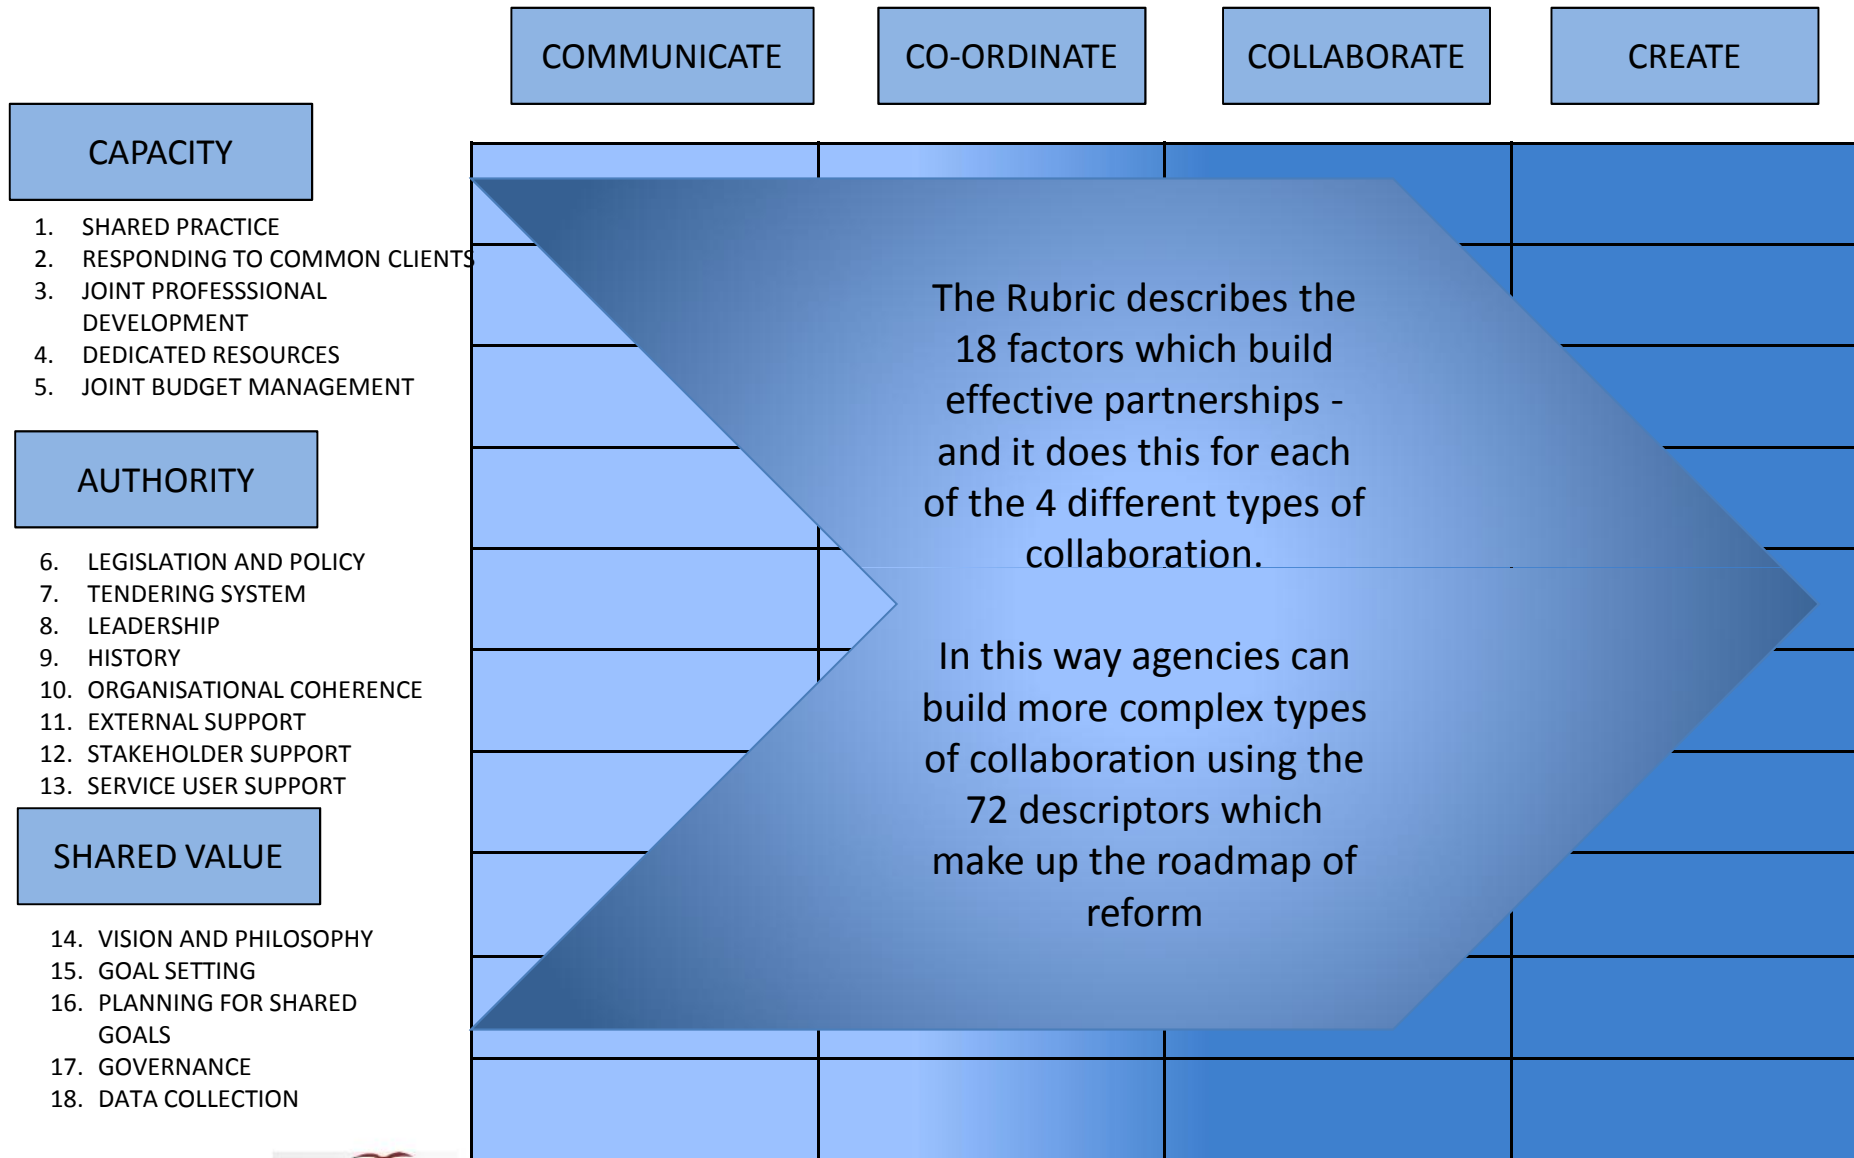 COMMUNICATE
CO-ORDINATE
COLLABORATE
CREATE
CAPACITY
1. SHARED PRACTICE
2. RESPONDING TO COMMON CLIENTS
3. JOINT PROFESSSIONAL
DEVELOPMENT
4. DEDICATED RESOURCES
5. JOINT BUDGET MANAGEMENT
AUTHORITY
6. LEGISLATION AND POLICY
7. TENDERING SYSTEM
8. LEADERSHIP
9. HISTORY
10. ORGANISATIONAL COHERENCE
11. EXTERNAL SUPPORT
12. STAKEHOLDER SUPPORT
13. SERVICE USER SUPPORT
SHARED VALUE
14. VISION AND PHILOSOPHY
15. GOAL SETTING
16. PLANNING FOR SHARED
GOALS
17. GOVERNANCE
18. DATA COLLECTION
The Rubric describes the
18 factors which build
effective partnerships -
and it does this for each
of the 4 different types of
collaboration.
In this way agencies can
build more complex types
of collaboration using the
72 descriptors which
make up the roadmap of
reform